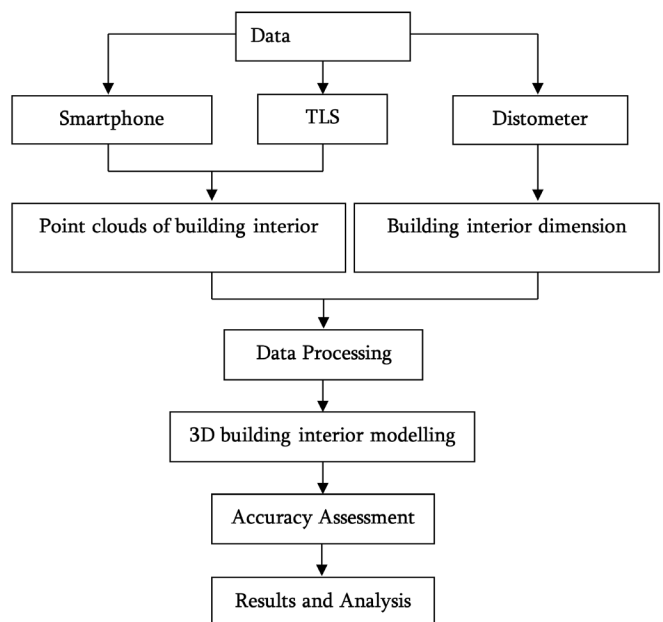 Data
Smartphone
TLS
Distometer
Point clouds of building interior
Building interior dimension
Data Processing
3D building interior modelling
Accuracy Assessment
Results and Analysis